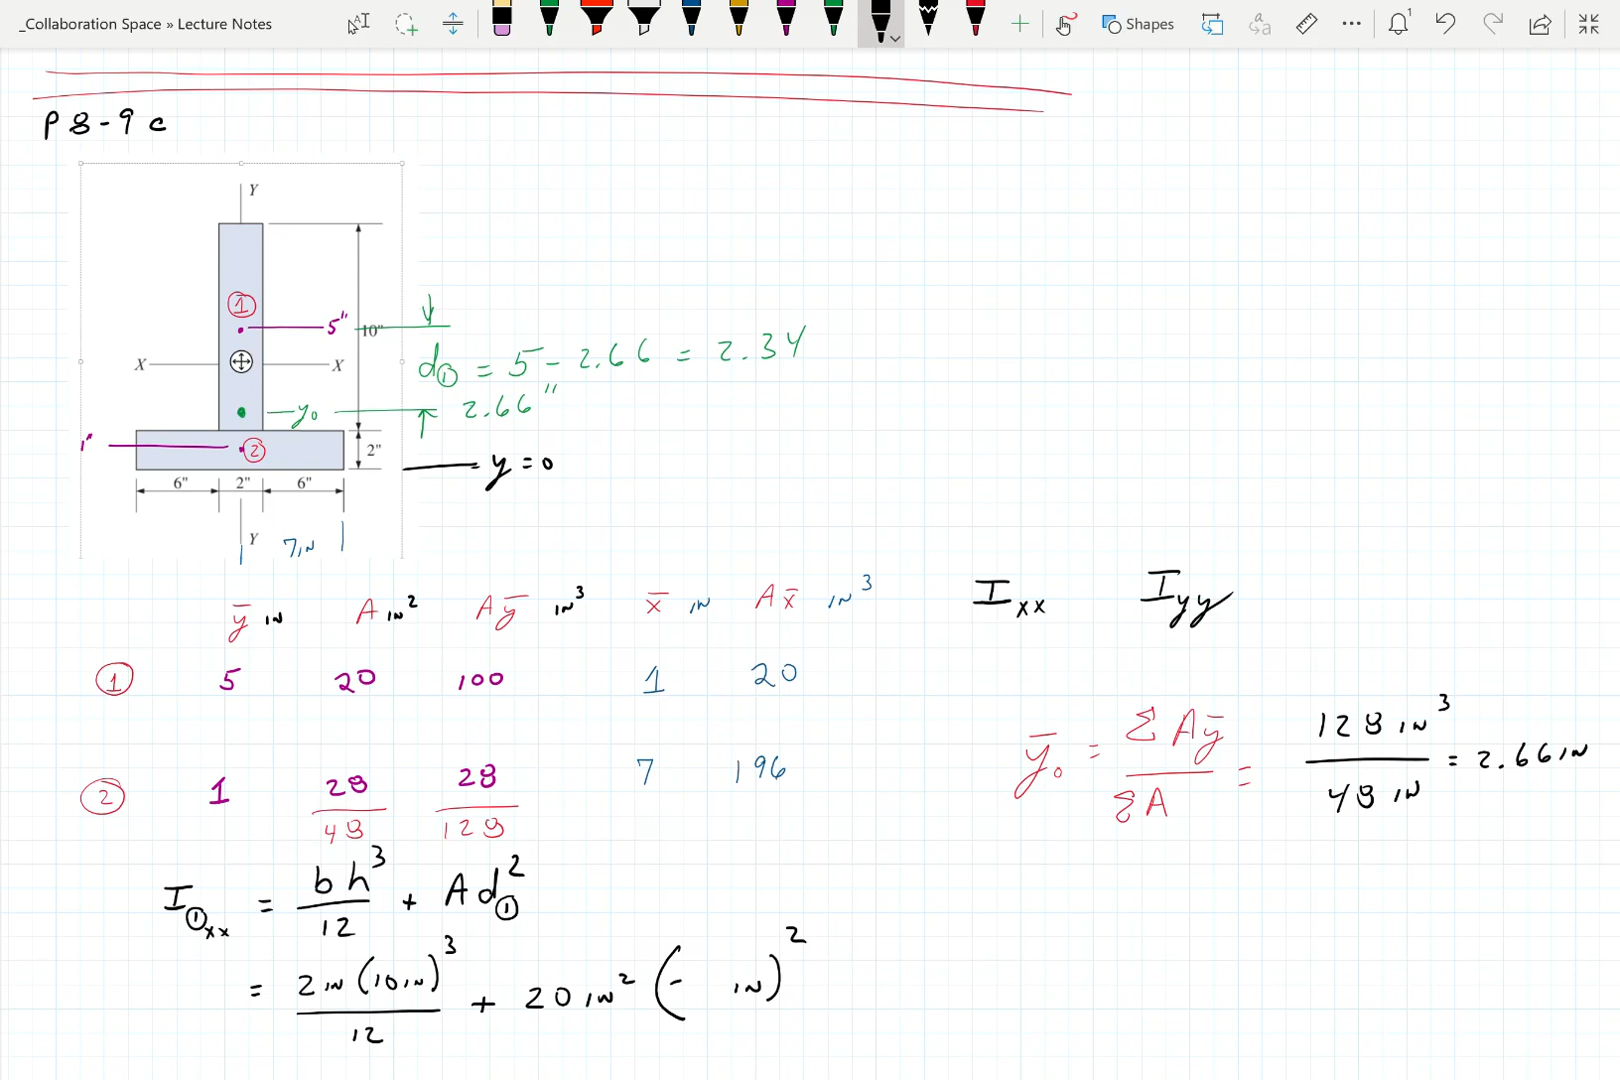 _Collaboration Space » Lecture Notes
Shapes
P 8-9 c
Y
1
5"
10"
d① = 5 - 2.66 = 2.34
X
X
y₀
2.66"
1"
2
2"
y = 0
6"
2"
6"
Y
7 IN
ȳ IN A IN² Aȳ IN³ x̄ IN Ax̄ IN³ Ixx Iyy
① 5 20 100 1 20
ȳ₀ = ΣAȳ / ΣA = 128 IN³ / 48 IN = 2.66 IN
② 1 28 28 7 196
48 128
I①xx = bh³ / 12 + Ad①²
= 2 IN (10 IN)³ / 12 + 20 IN² (- IN)²